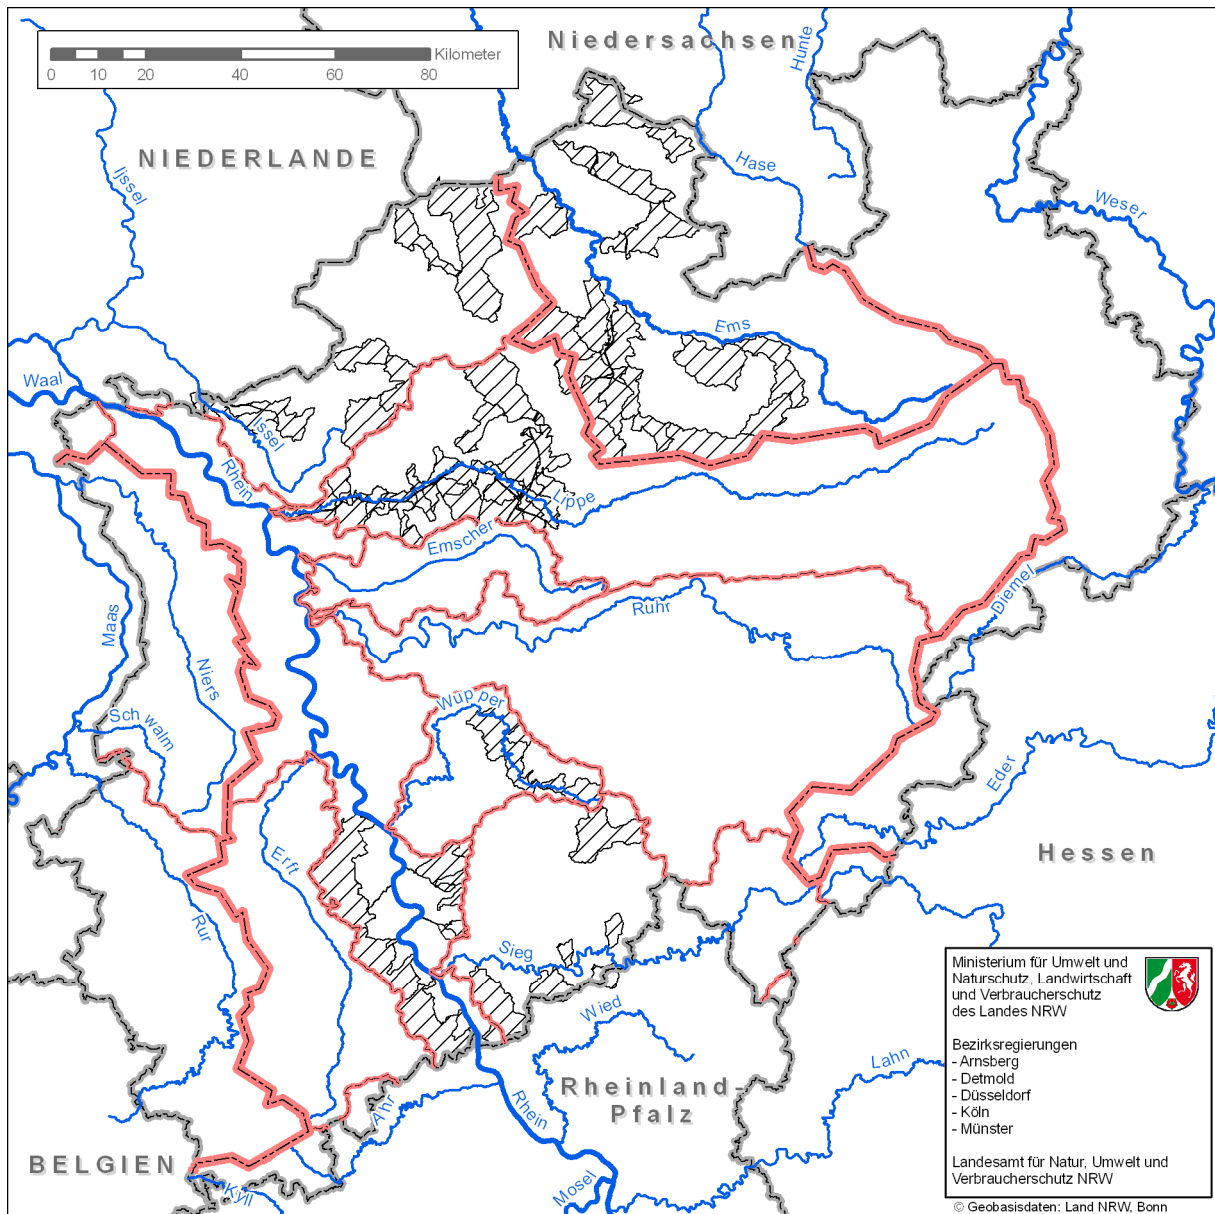 Kilometer
0 10 20 40 60 80
Niedersachsen
Hunte
NIEDERLANDE
Ijssel
Hase
Weser
Waal
Ems
Issel
Rhein
Lippe
Emscher
Diemel
Ruhr
Maas
Niers
Schwalm
Wupper
Eder
Hessen
Erft
Rur
Sieg
Wied
Lahn
Rheinland-
Pfalz
Rhein
Ahr
BELGIEN
Kyll
Mosel
Ministerium für Umwelt und
Naturschutz, Landwirtschaft
und Verbraucherschutz
des Landes NRW
Bezirksregierungen
- Arnsberg
- Detmold
- Düsseldorf
- Köln
- Münster
Landesamt für Natur, Umwelt und
Verbraucherschutz NRW
© Geobasisdaten: Land NRW, Bonn